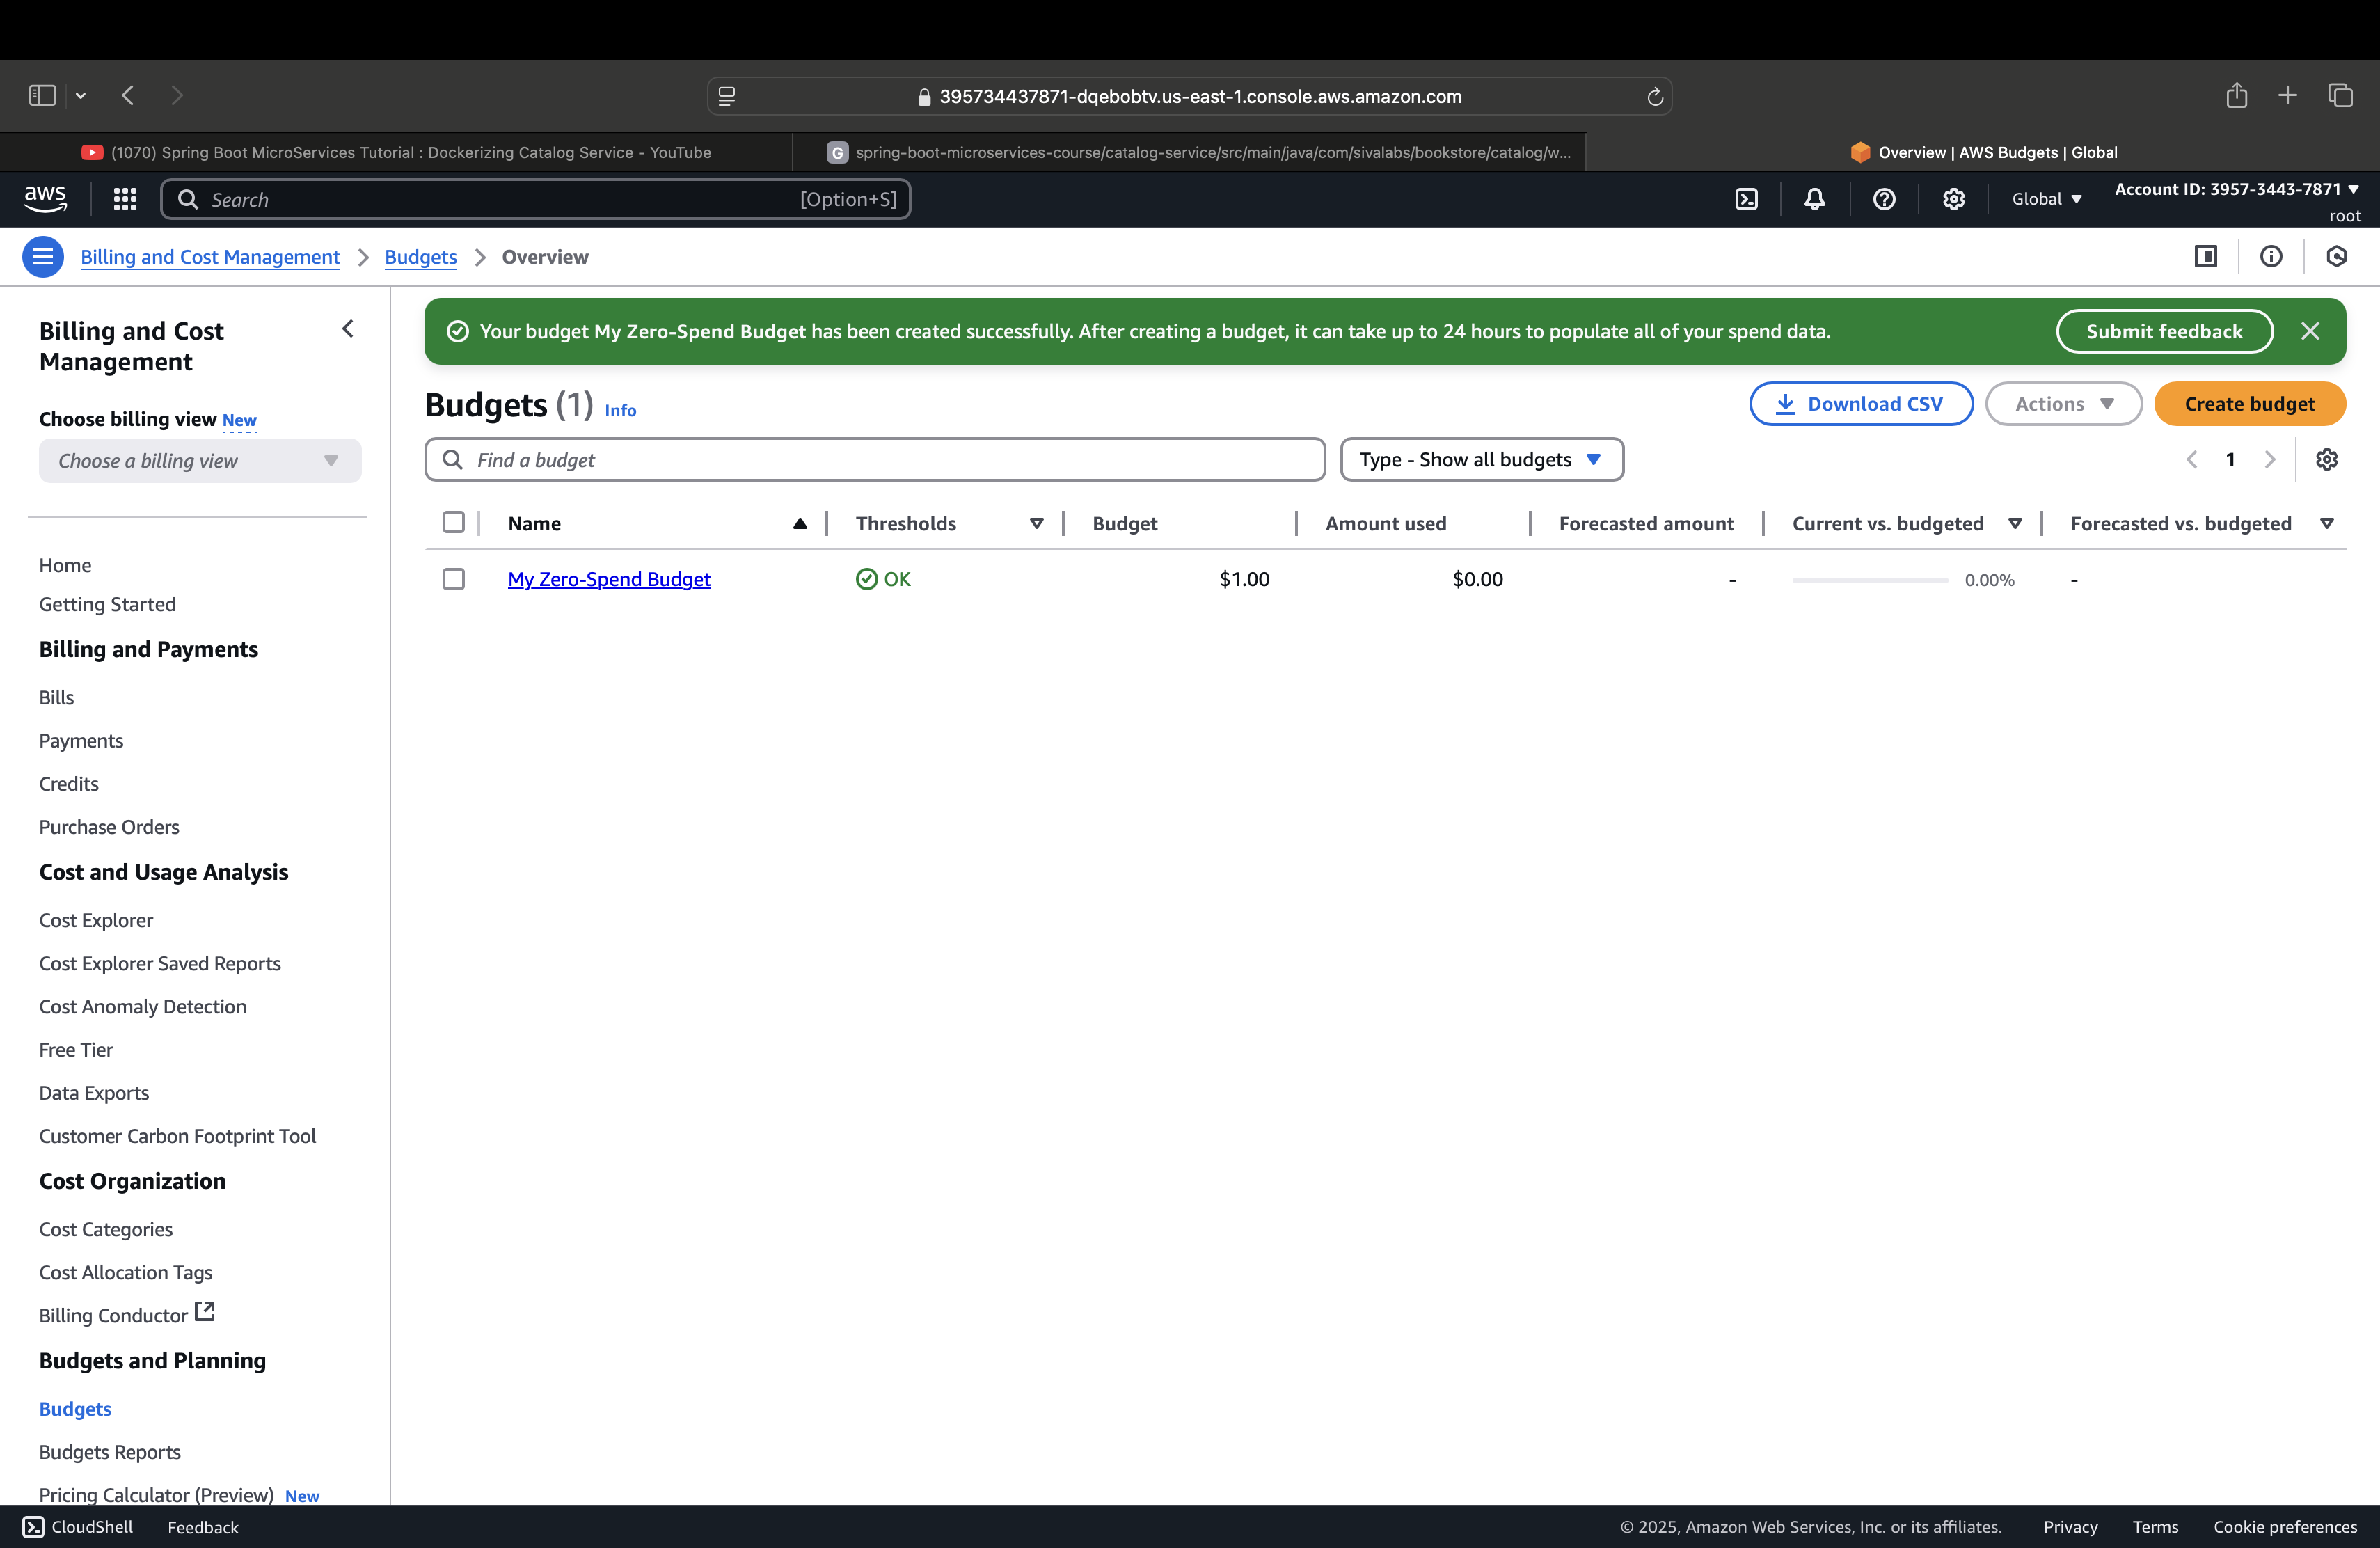 395734437871-dqebobtv.us-east-1.console.aws.amazon.com
(1070) Spring Boot MicroServices Tutorial : Dockerizing Catalog Service - YouTube
G spring-boot-microservices-course/catalog-service/src/main/java/com/sivalabs/bookstore/catalog/w...
Overview | AWS Budgets | Global
aws
Search [Option+S]
Global
Account ID: 3957-3443-7871
root
Billing and Cost Management > Budgets > Overview
Billing and Cost
Management
Choose billing view New
Choose a billing view
Home
Getting Started
Billing and Payments
Bills
Payments
Credits
Purchase Orders
Cost and Usage Analysis
Cost Explorer
Cost Explorer Saved Reports
Cost Anomaly Detection
Free Tier
Data Exports
Customer Carbon Footprint Tool
Cost Organization
Cost Categories
Cost Allocation Tags
Billing Conductor
Budgets and Planning
Budgets
Budgets Reports
Pricing Calculator (Preview) New
Your budget My Zero-Spend Budget has been created successfully. After creating a budget, it can take up to 24 hours to populate all of your spend data.
Submit feedback
Budgets (1) Info
Download CSV
Actions
Create budget
Find a budget
Type - Show all budgets
1
Name Thresholds Budget Amount used Forecasted amount Current vs. budgeted Forecasted vs. budgeted
My Zero-Spend Budget OK $1.00 $0.00 - 0.00% -
CloudShell Feedback © 2025, Amazon Web Services, Inc. or its affiliates. Privacy Terms Cookie preferences